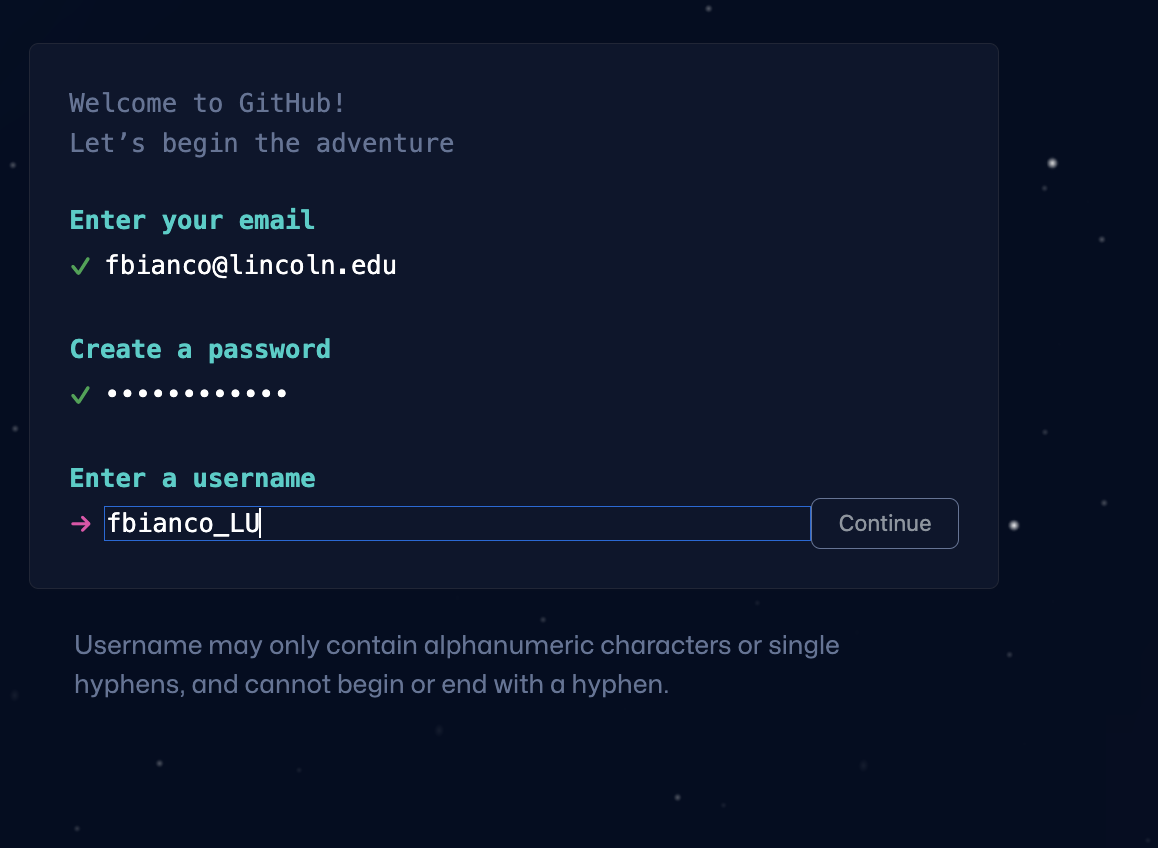 Welcome to GitHub!
Let’s begin the adventure
Enter your email
✓ fbianco@lincoln.edu
Create a password
✓ ••••••••••••
Enter a username
→ fbianco_LU
Continue
Username may only contain alphanumeric characters or single
hyphens, and cannot begin or end with a hyphen.